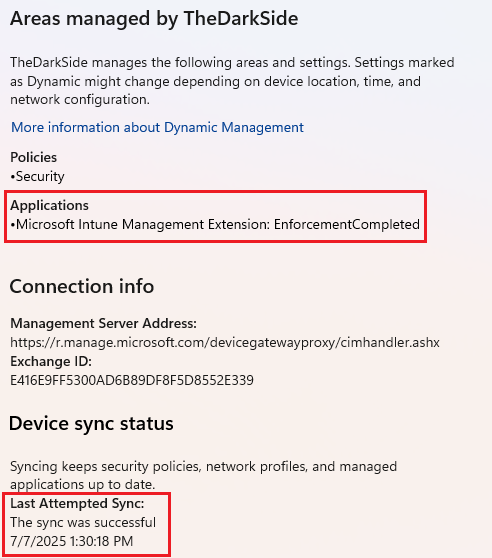 Areas managed by TheDarkSide
TheDarkSide manages the following areas and settings. Settings marked
as Dynamic might change depending on device location, time, and
network configuration.
More information about Dynamic Management
Policies
•Security
Applications
•Microsoft Intune Management Extension: EnforcementCompleted
Connection info
Management Server Address:
https://r.manage.microsoft.com/devicegatewayproxy/cimhandler.ashx
Exchange ID:
E416E9FF5300AD6B89DF8F5D8552E339
Device sync status
Syncing keeps security policies, network profiles, and managed
applications up to date.
Last Attempted Sync:
The sync was successful
7/7/2025 1:30:18 PM